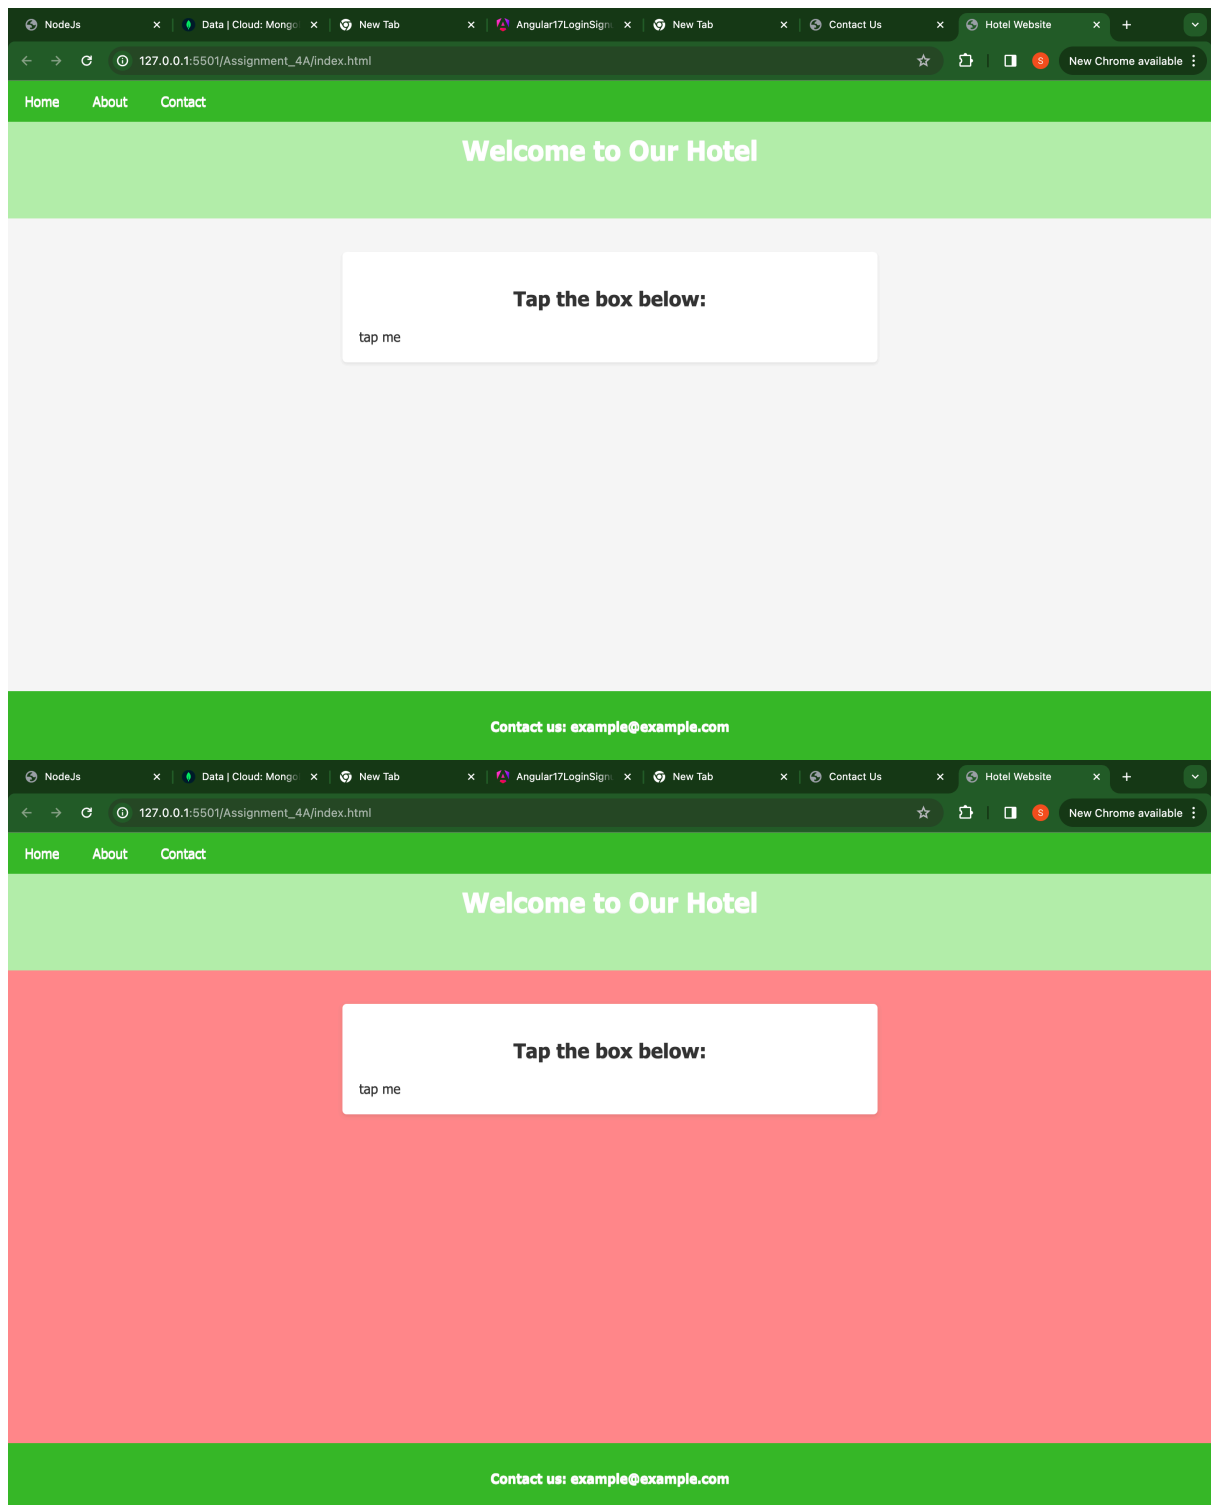 NodeJs Data | Cloud: Mongo New Tab Angular17LoginSign New Tab Contact Us Hotel Website
127.0.0.1:5501/Assignment_4A/index.html S New Chrome available
Home About Contact
Welcome to Our Hotel
Tap the box below:
tap me
Contact us: example@example.com
NodeJs Data | Cloud: Mongo New Tab Angular17LoginSign New Tab Contact Us Hotel Website
127.0.0.1:5501/Assignment_4A/index.html S New Chrome available
Home About Contact
Welcome to Our Hotel
Tap the box below:
tap me
Contact us: example@example.com